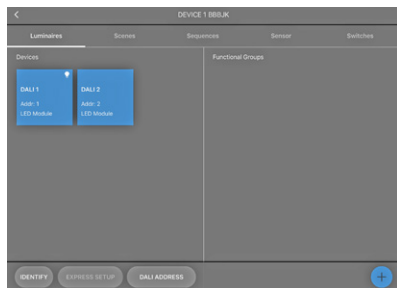 DEVICE 1 BBBJK
Luminaires Scenes Sequences Sensor Switches
Devices Functional Groups
DALI 1 DALI 2
Addr: 1 Addr: 2
LED Module LED Module
IDENTIFY EXPRESS SETUP DALI ADDRESS